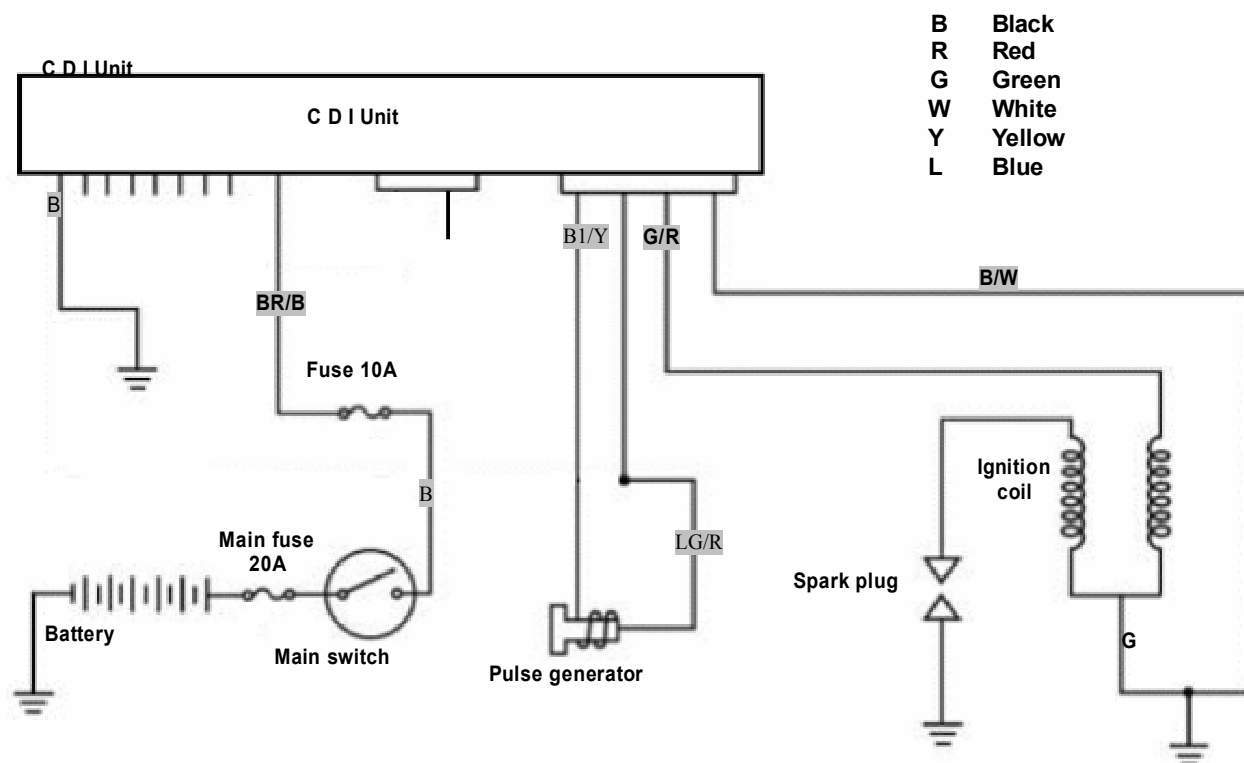 B Black
R Red
G Green
W White
Y Yellow
L Blue
C D I Unit
C D I Unit
B
B1/Y
G/R
B/W
BR/B
Fuse 10A
B
Main fuse
20A
LG/R
Ignition
coil
Spark plug
Battery
Main switch
Pulse generator
G